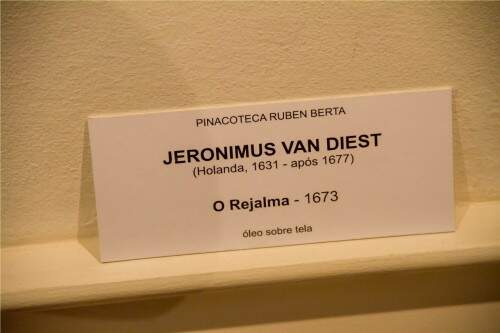 PINACOTECA RUBEN BERTA
JERONIMUS VAN DIEST
(Holanda, 1631 - após 1677)
O Rejalma - 1673
óleo sobre tela